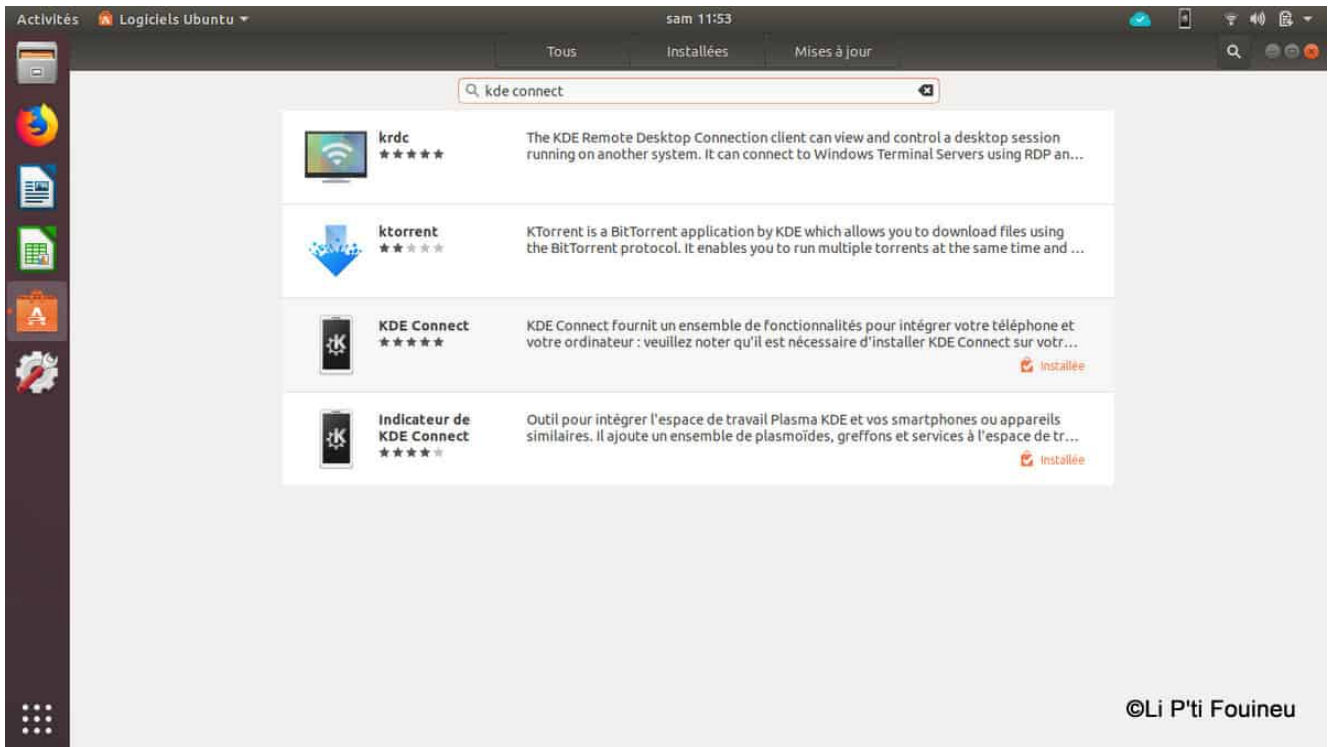 Activités
Logiciels Ubuntu
sam 11:53
Tous
Installées
Mises à jour
kde connect
krdc
The KDE Remote Desktop Connection client can view and control a desktop session
running on another system. It can connect to Windows Terminal Servers using RDP an...
ktorrent
KTorrent is a BitTorrent application by KDE which allows you to download files using
the BitTorrent protocol. It enables you to run multiple torrents at the same time and ...
KDE Connect
KDE Connect fournit un ensemble de fonctionnalités pour intégrer votre téléphone et
votre ordinateur : veuillez noter qu'il est nécessaire d'installer KDE Connect sur votr...
Installée
Indicateur de
KDE Connect
Outil pour intégrer l'espace de travail Plasma KDE et vos smartphones ou appareils
similaires. Il ajoute un ensemble de plasmoïdes, greffons et services à l'espace de tr...
Installée
©Li P'ti Fouineu